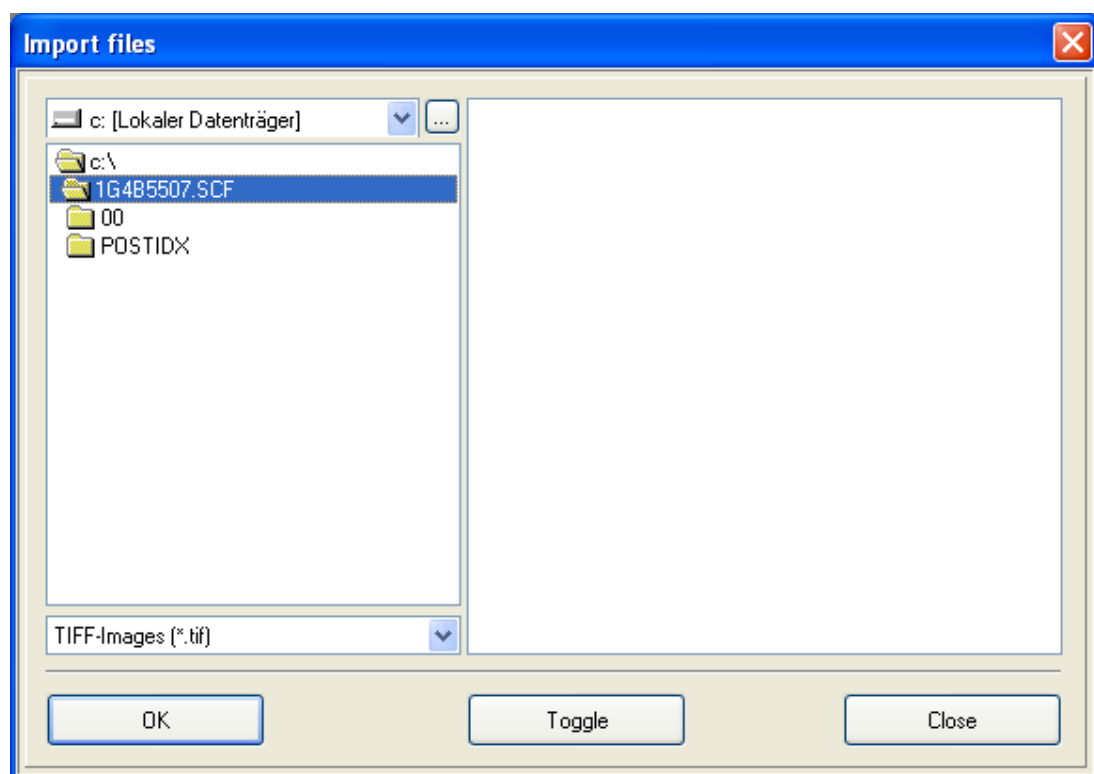 Import files
c: [Lokaler Datenträger]
...
c:\
1G4B5507.SCF
00
POSTIDX
TIFF-Images (*.tif)
OK
Toggle
Close